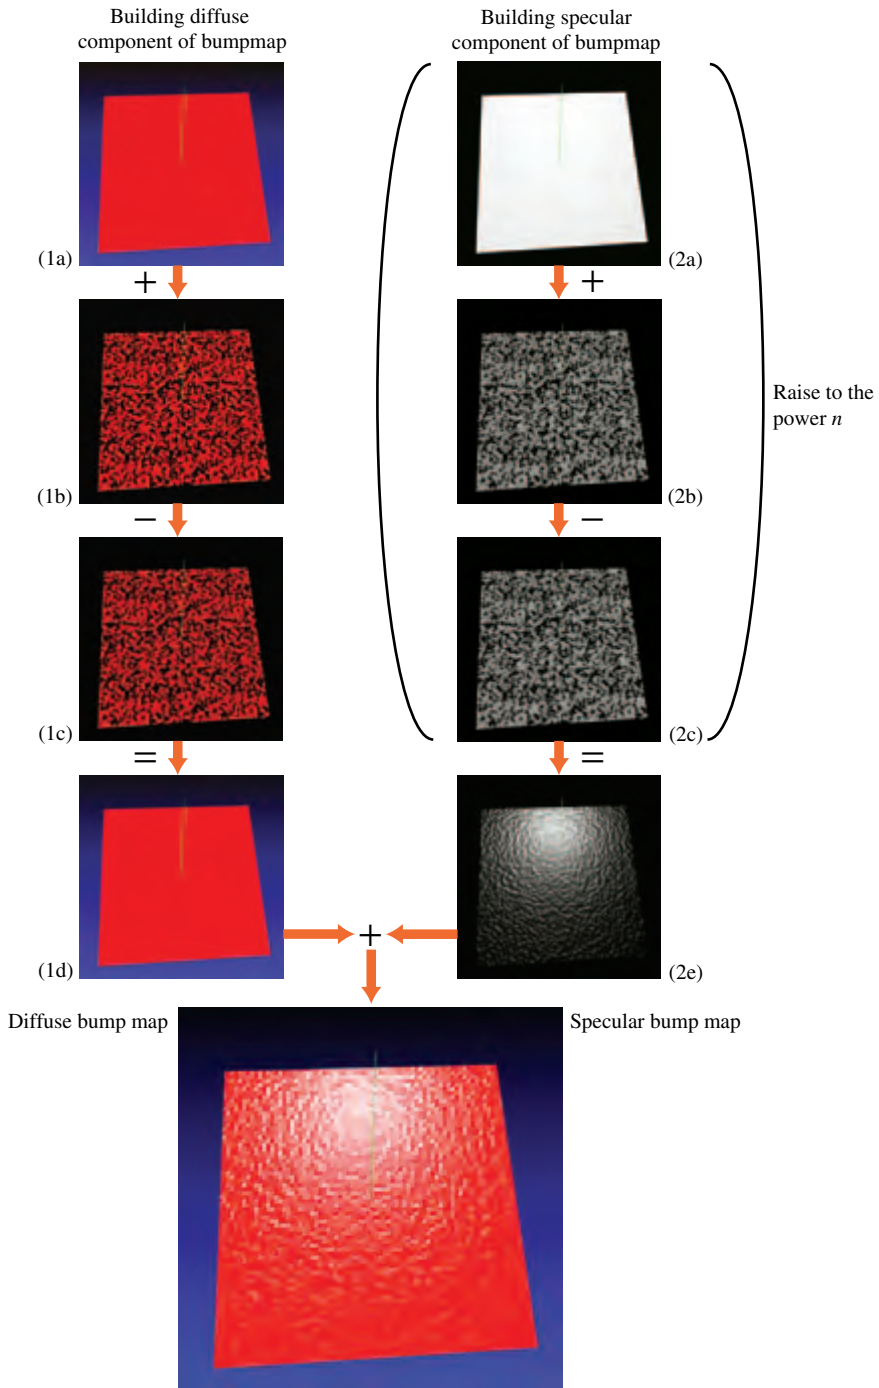 Building diffuse
component of bumpmap
Building specular
component of bumpmap
(1a)
(2a)
+
+
(1b)
(2b)
Raise to the
power n
−
−
(1c)
(2c)
=
=
(1d)
+
(2e)
Diffuse bump map
Specular bump map